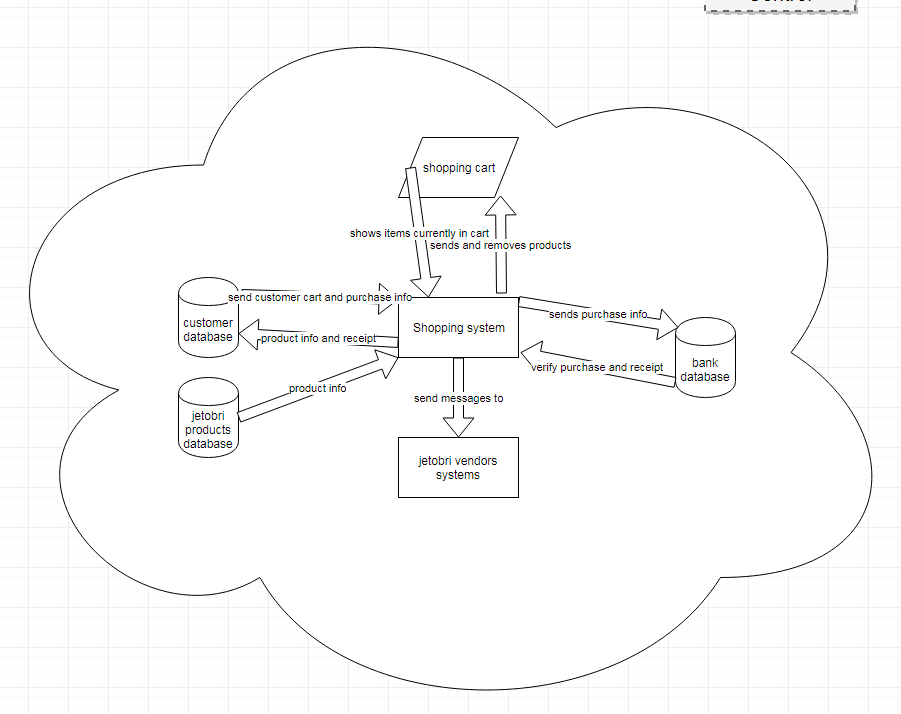 shopping cart
shows items currently in cart
sends and removes products
send customer cart and purchase info
customer
database
Shopping system
sends purchase info
product info and receipt
verify purchase and receipt
bank
database
product info
jetobri
products
database
send messages to
jetobri vendors
systems